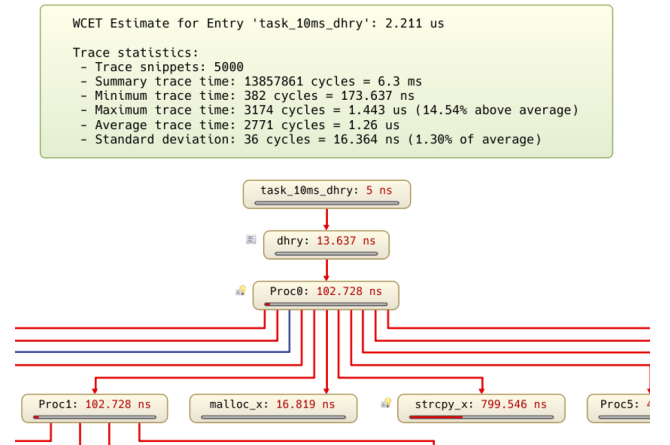 WCET Estimate for Entry 'task_10ms_dhry': 2.211 us
Trace statistics:
- Trace snippets: 5000
- Summary trace time: 13857861 cycles = 6.3 ms
- Minimum trace time: 382 cycles = 173.637 ns
- Maximum trace time: 3174 cycles = 1.443 us (14.54% above average)
- Average trace time: 2771 cycles = 1.26 us
- Standard deviation: 36 cycles = 16.364 ns (1.30% of average)
task_10ms_dhry: 5 ns
dhry: 13.637 ns
Proc0: 102.728 ns
Proc1: 102.728 ns
malloc_x: 16.819 ns
strcpy_x: 799.546 ns
Proc5: